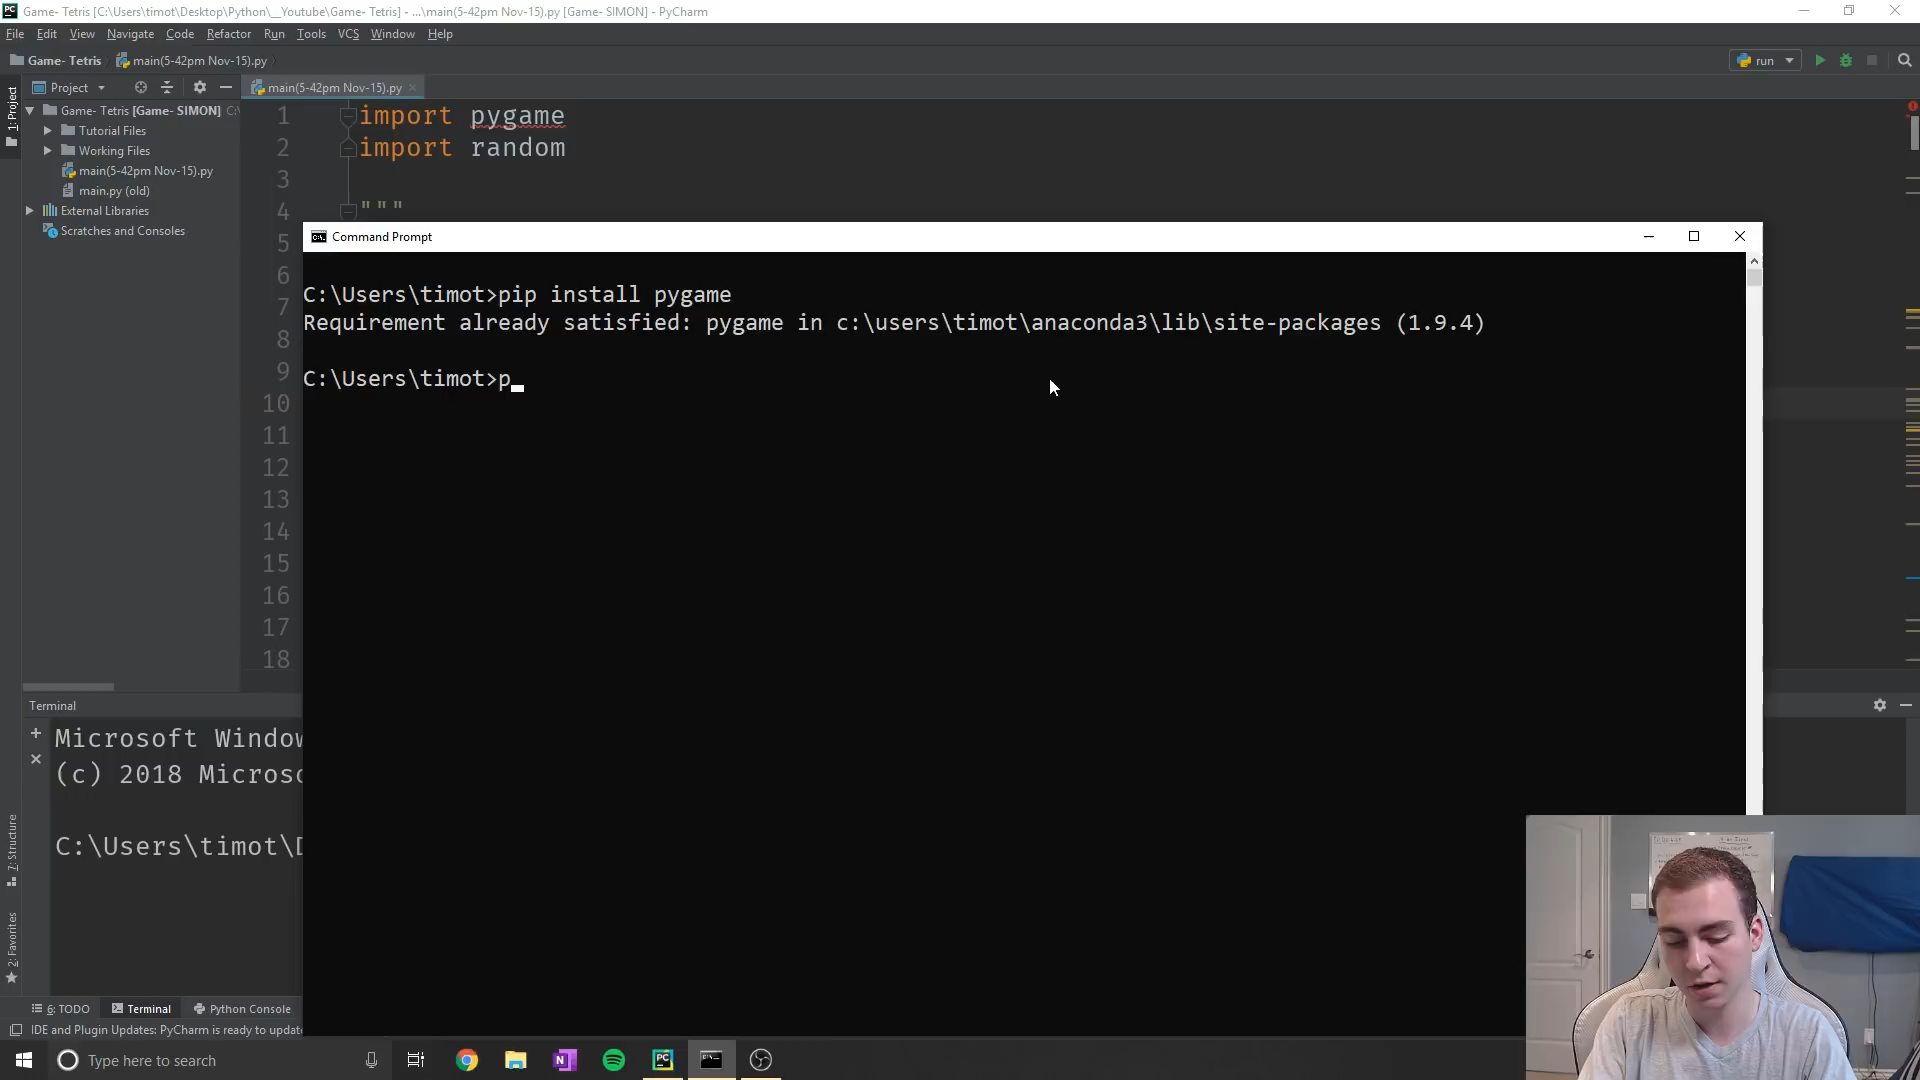 Game- Tetris [C:\Users\timot\Desktop\Python\__Youtube\Game- Tetris] - ...\main(5-42pm Nov-15).py [Game- SIMON] - PyCharm
File Edit View Navigate Code Refactor Run Tools VCS Window Help
Game- Tetris main(5-42pm Nov-15).py run
Project main(5-42pm Nov-15).py
1: Project
Game- Tetris [Game- SIMON] C:\
Tutorial Files
Working Files
main(5-42pm Nov-15).py
main.py (old)
External Libraries
Scratches and Consoles
1 import pygame
2 import random
3
4 """
5
6
7
8
9
10
11
12
13
14
15
16
17
18
Command Prompt
C:\Users\timot>pip install pygame
Requirement already satisfied: pygame in c:\users\timot\anaconda3\lib\site-packages (1.9.4)
C:\Users\timot>p
Terminal
Microsoft Window
(c) 2018 Microso
C:\Users\timot\D
7: Structure
2: Favorites
6: TODO Terminal Python Console
IDE and Plugin Updates: PyCharm is ready to update
Type here to search